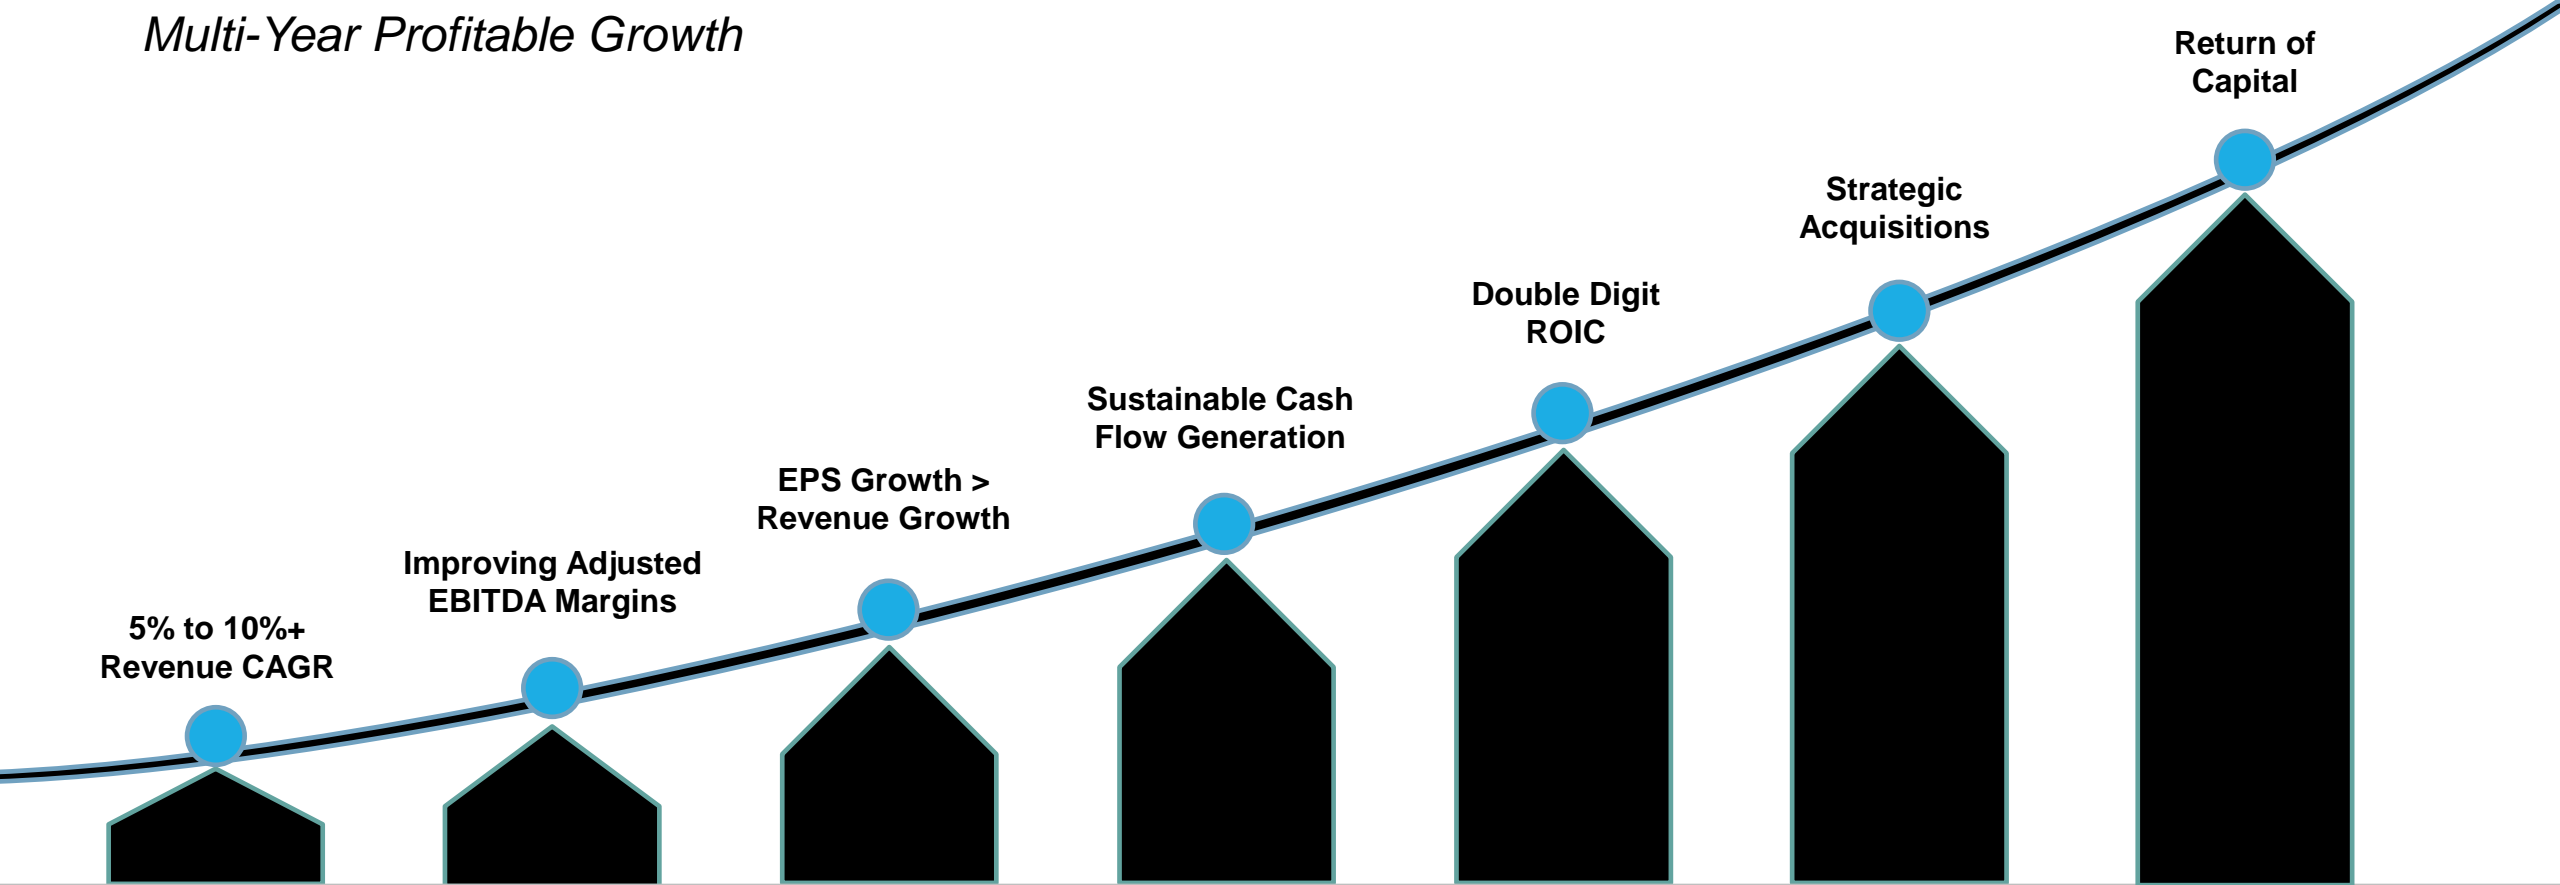 Multi-Year Profitable Growth
5% to 10%+
Revenue CAGR
Improving Adjusted
EBITDA Margins
EPS Growth >
Revenue Growth
Sustainable Cash
Flow Generation
Double Digit
ROIC
Strategic
Acquisitions
Return of
Capital